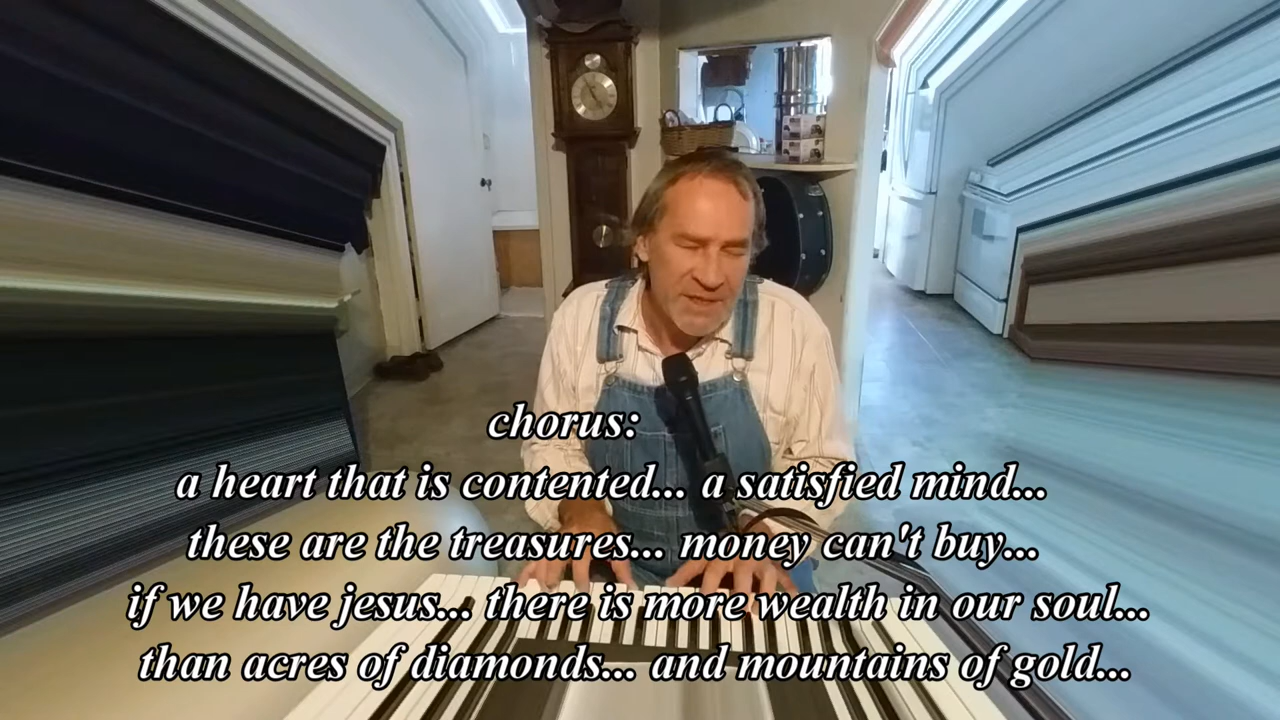 chorus:
a heart that is contented... a satisfied mind...
these are the treasures... money can't buy...
if we have jesus... there is more wealth in our soul...
than acres of diamonds... and mountains of gold...